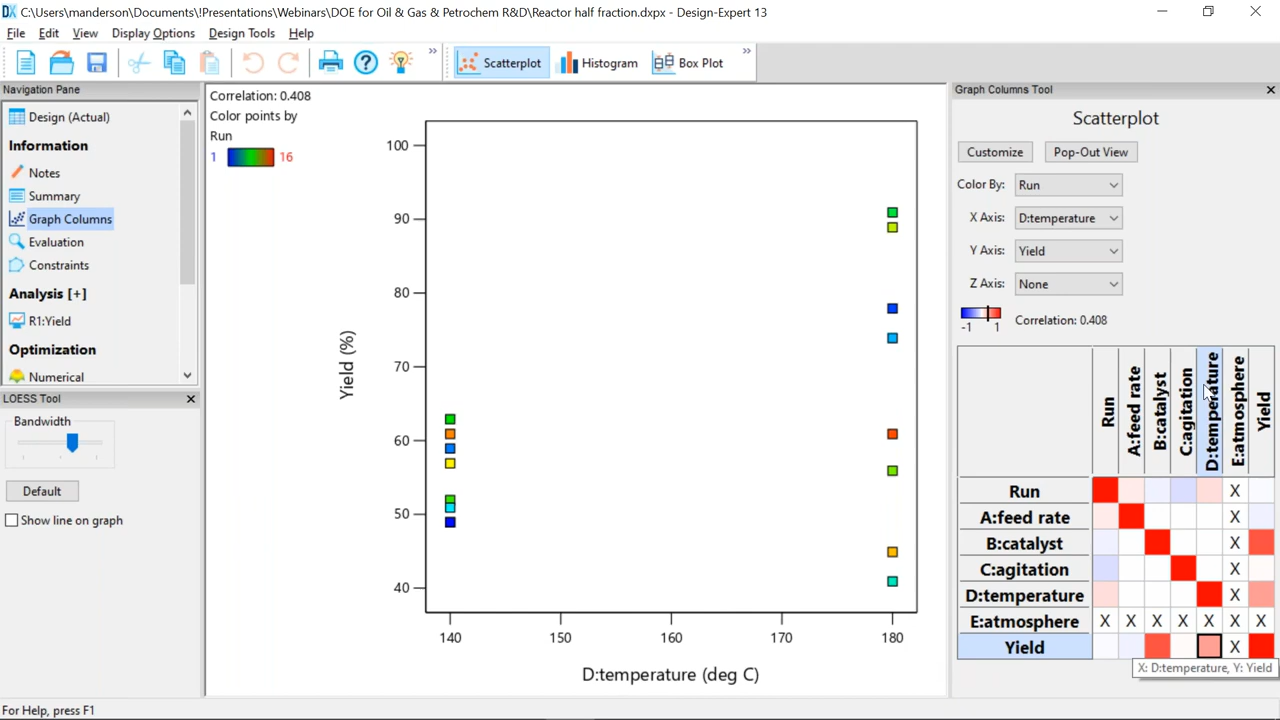 C:\Users\manderson\Documents\!Presentations\Webinars\DOE for Oil & Gas & Petrochem R&D\Reactor half fraction.dxpx - Design-Expert 13
File Edit View Display Options Design Tools Help
» Scatterplot Histogram Box Plot »
Navigation Pane
Design (Actual)
Information
Notes
Summary
Graph Columns
Evaluation
Constraints
Analysis [+]
R1:Yield
Optimization
Numerical
LOESS Tool
Bandwidth
Default
Show line on graph
Correlation: 0.408
Color points by
Run
1 16
Yield (%)
100
90
80
70
60
50
40
140 150 160 170 180
D:temperature (deg C)
Graph Columns Tool
Scatterplot
Customize Pop-Out View
Color By: Run
X Axis: D:temperature
Y Axis: Yield
Z Axis: None
-1 1 Correlation: 0.408
Run A:feed rate B:catalyst C:agitation D:temperature E:atmosphere Yield
Run X
A:feed rate X
B:catalyst X
C:agitation X
D:temperature X
E:atmosphere X X X X X X X
Yield X
X: D:temperature, Y: Yield
For Help, press F1